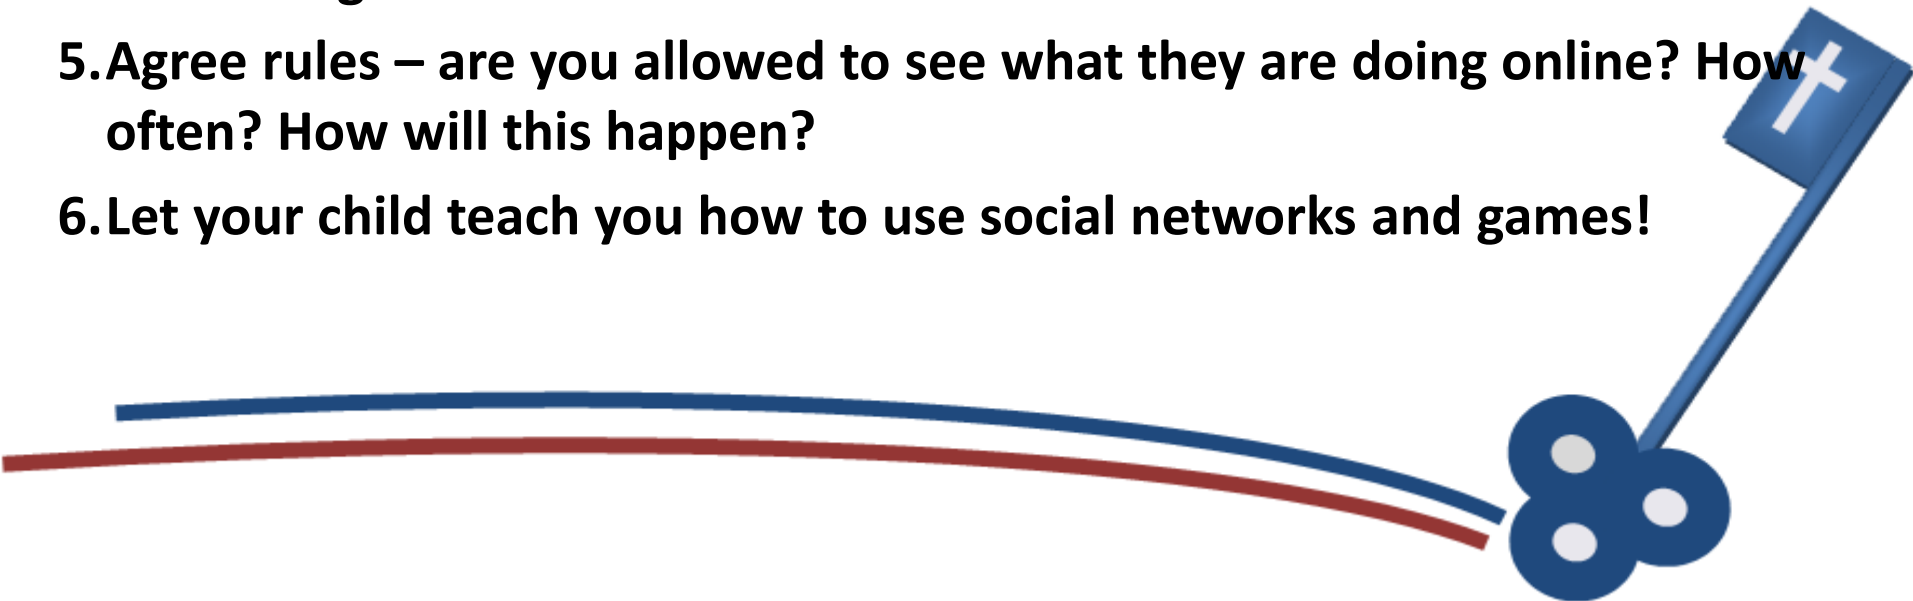 5.Agree rules – are you allowed to see what they are doing online? How
often? How will this happen?
6.Let your child teach you how to use social networks and games!